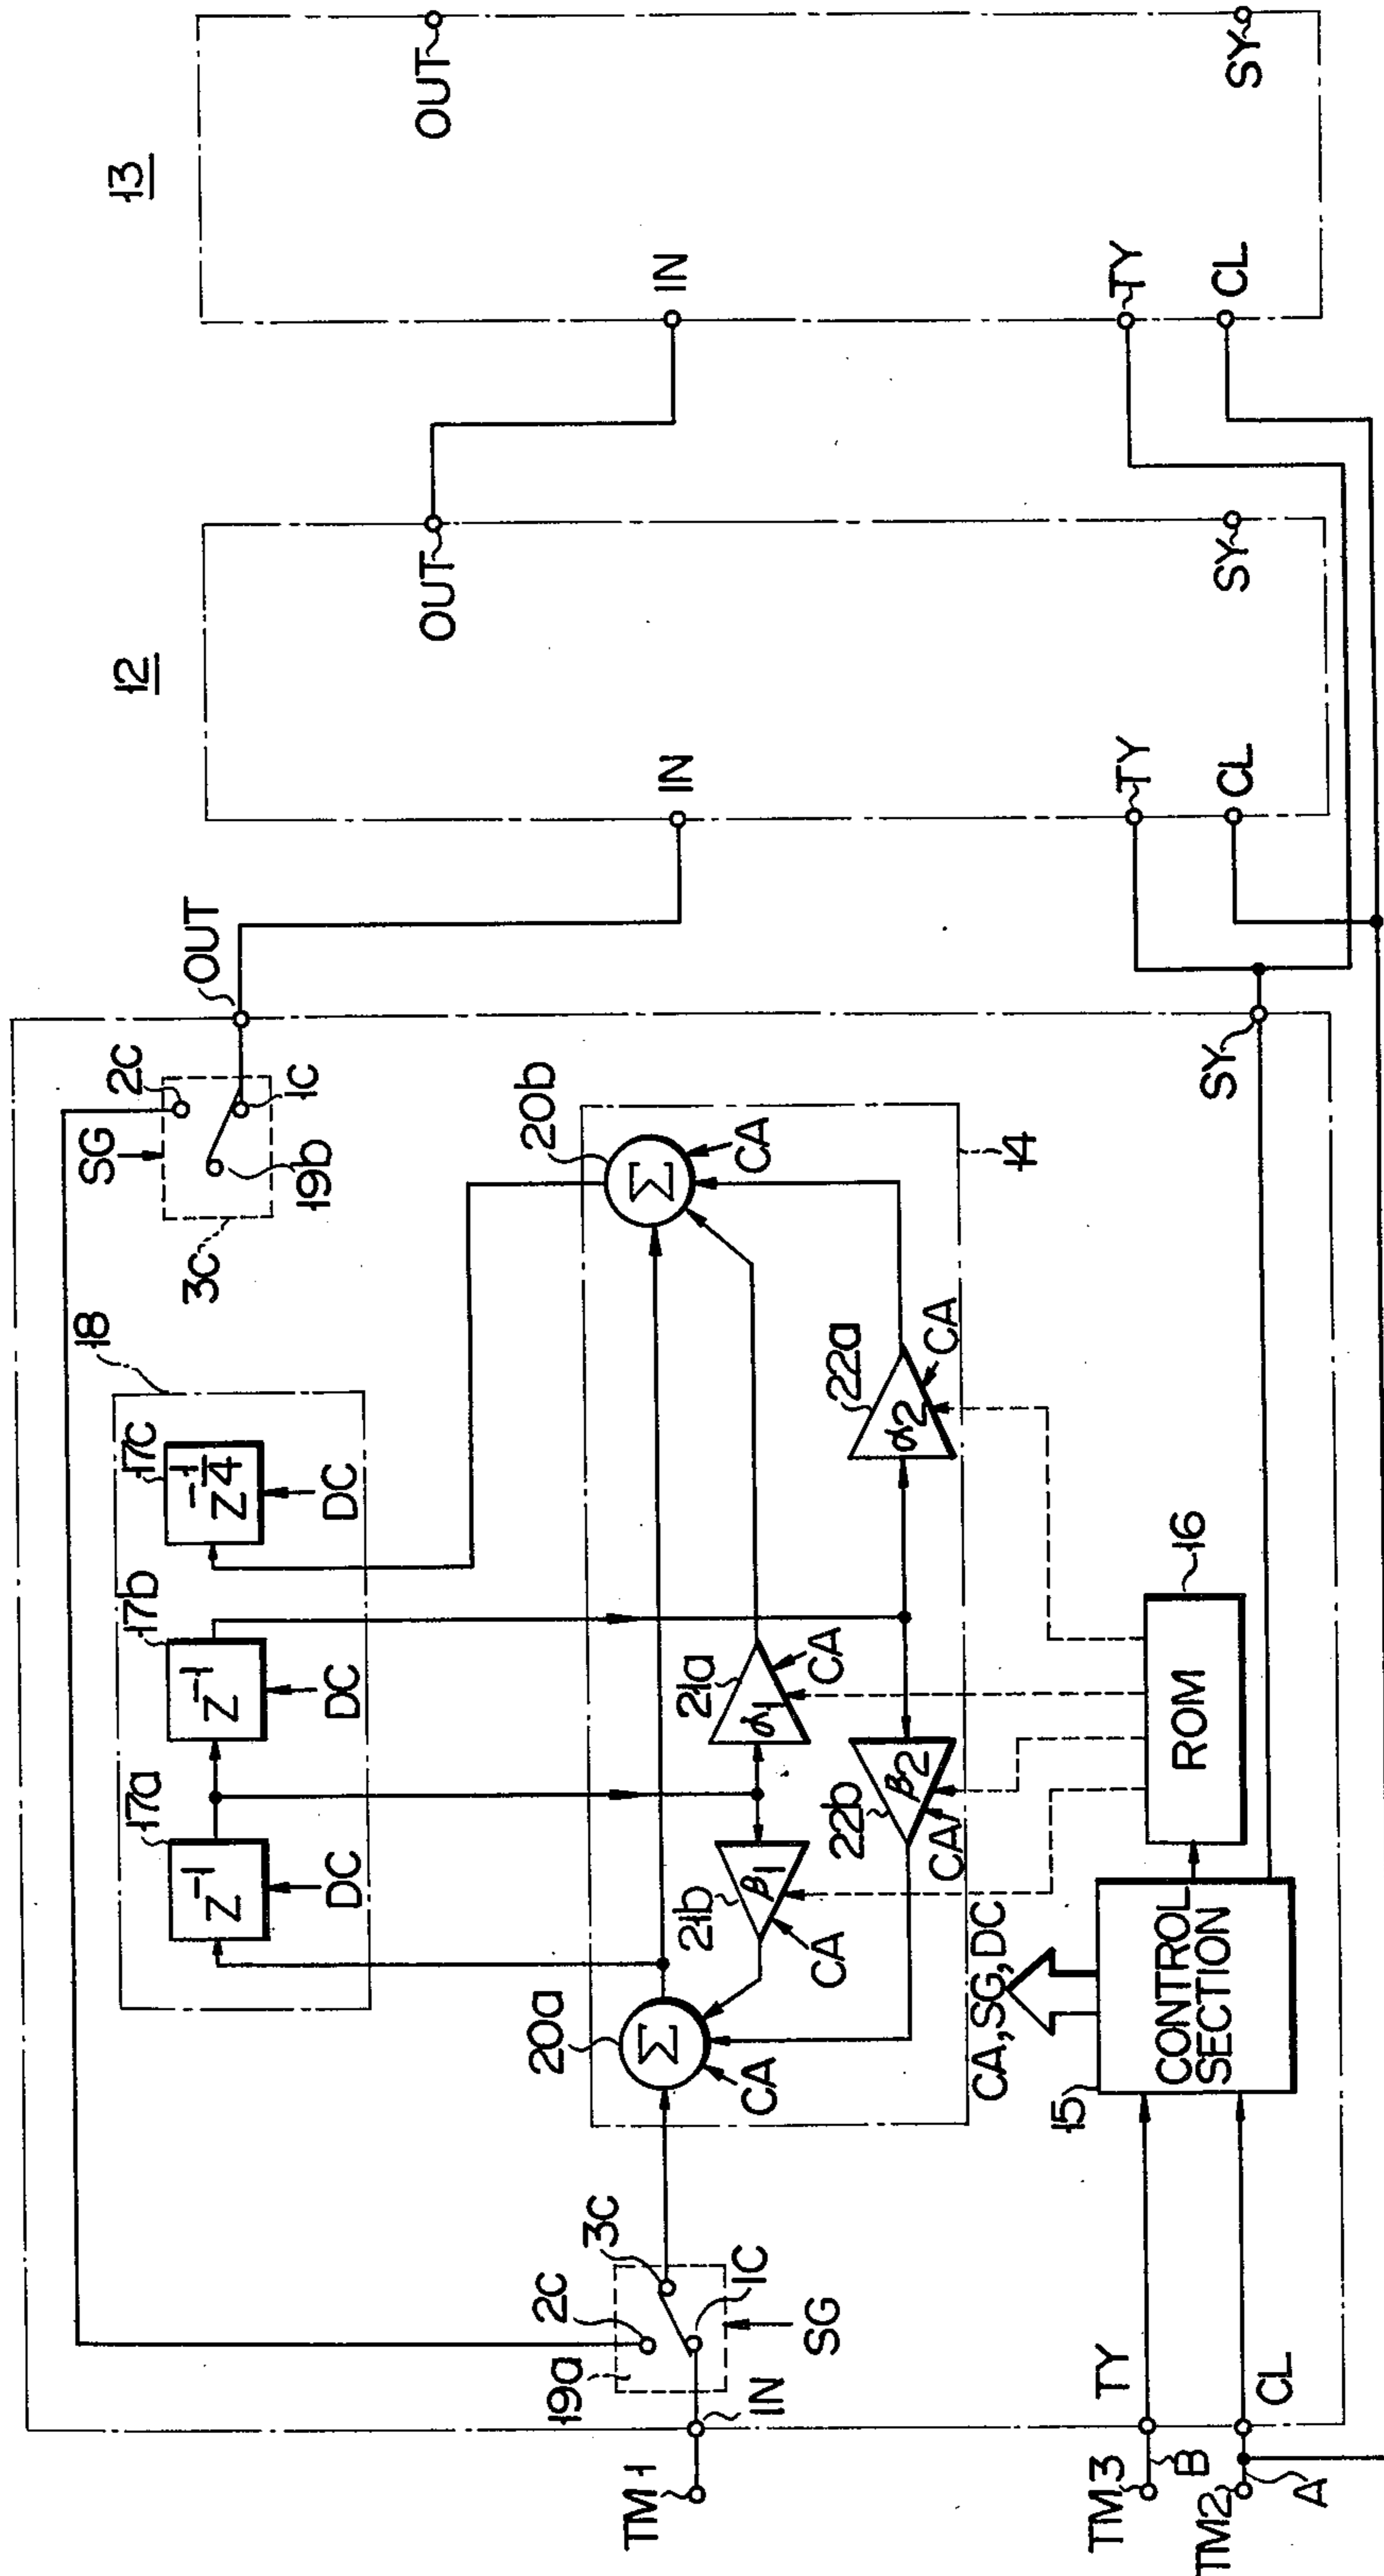 13
OUT
SY
IN
TY
CL
12
OUT
SY
IN
TY
CL
OUT
SY
2C
SG
1C
19b
3C
18
17c
z^-1/4
DC
17b
z^-1
DC
17a
z^-1
DC
20b
Σ
CA
14
22a
α2
CA
21a
α1
CA
22b
β2
CA
21b
β1
CA
20a
Σ
CA
16
ROM
CA, SG, DC
15
CONTROL
SECTION
3C
2C
1C
19a
SG
IN
TM1
TY
TM3
B
CL
TM2
A